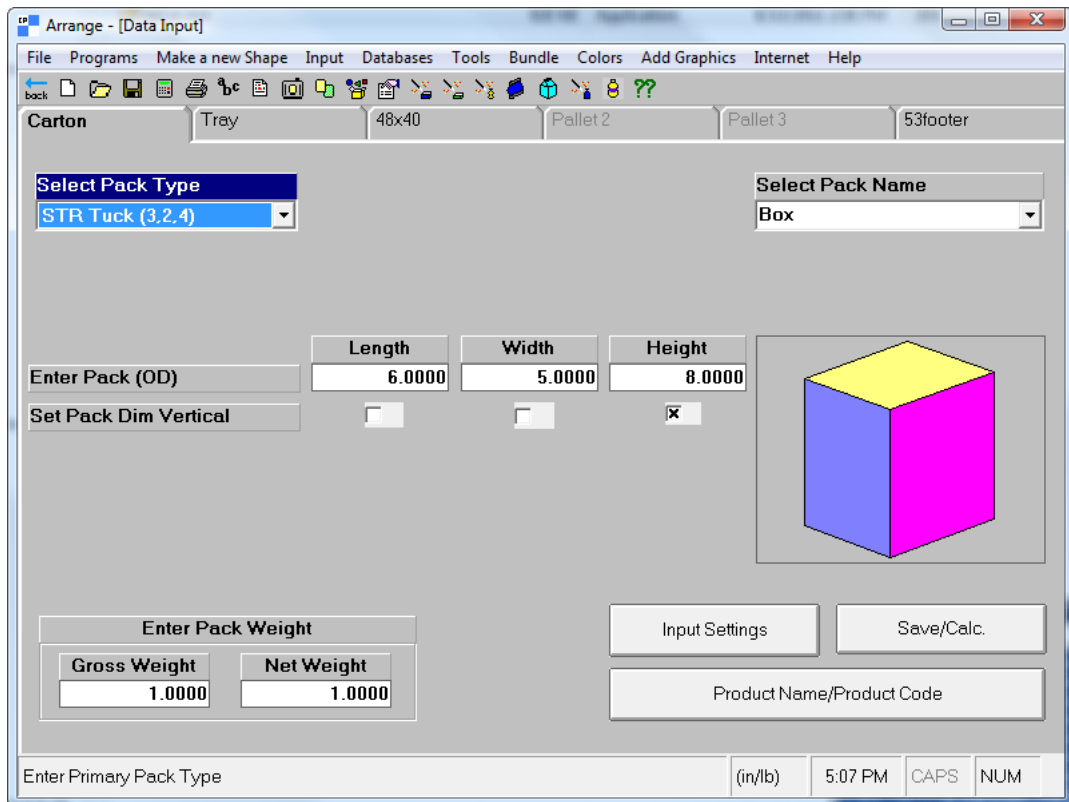 CP
Arrange - [Data Input]
File Programs Make a new Shape Input Databases Tools Bundle Colors Add Graphics Internet Help
back abc ??
Carton Tray 48x40 Pallet 2 Pallet 3 53footer
Select Pack Type Select Pack Name
STR Tuck (3,2,4) Box
Length Width Height
Enter Pack (OD) 6.0000 5.0000 8.0000
Set Pack Dim Vertical
Enter Pack Weight
Input Settings Save/Calc.
Gross Weight Net Weight
1.0000 1.0000
Product Name/Product Code
Enter Primary Pack Type (in/lb) 5:07 PM CAPS NUM